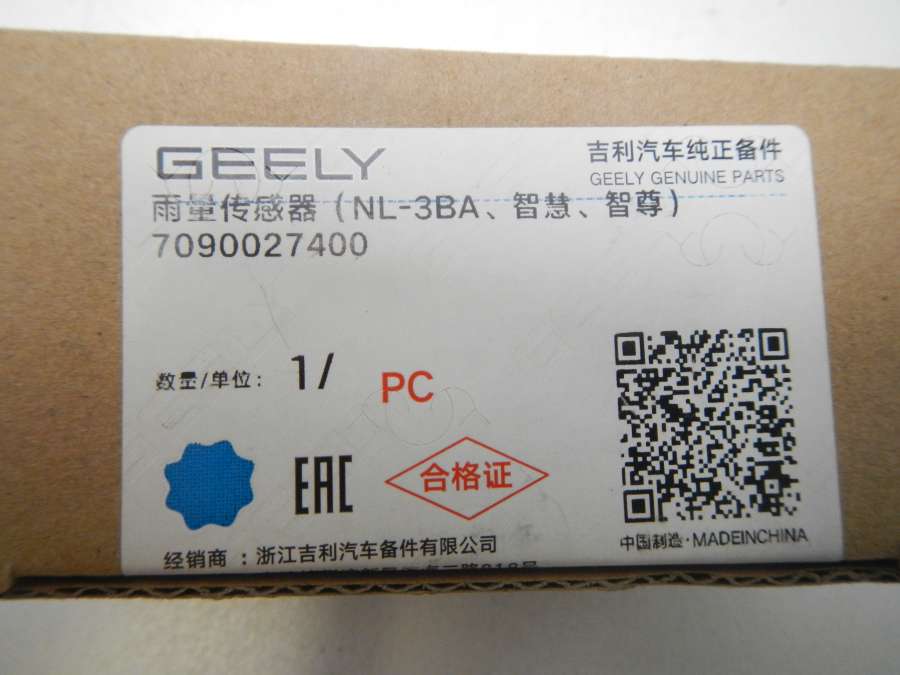 GEELY
吉利汽车纯正备件
GEELY GENUINE PARTS
雨量传感器（NL-3BA、智慧、智尊）
7090027400
数量/单位： 1/ PC
EAC
合格证
中国制造·MADEINCHINA
经销商：浙江吉利汽车备件有限公司